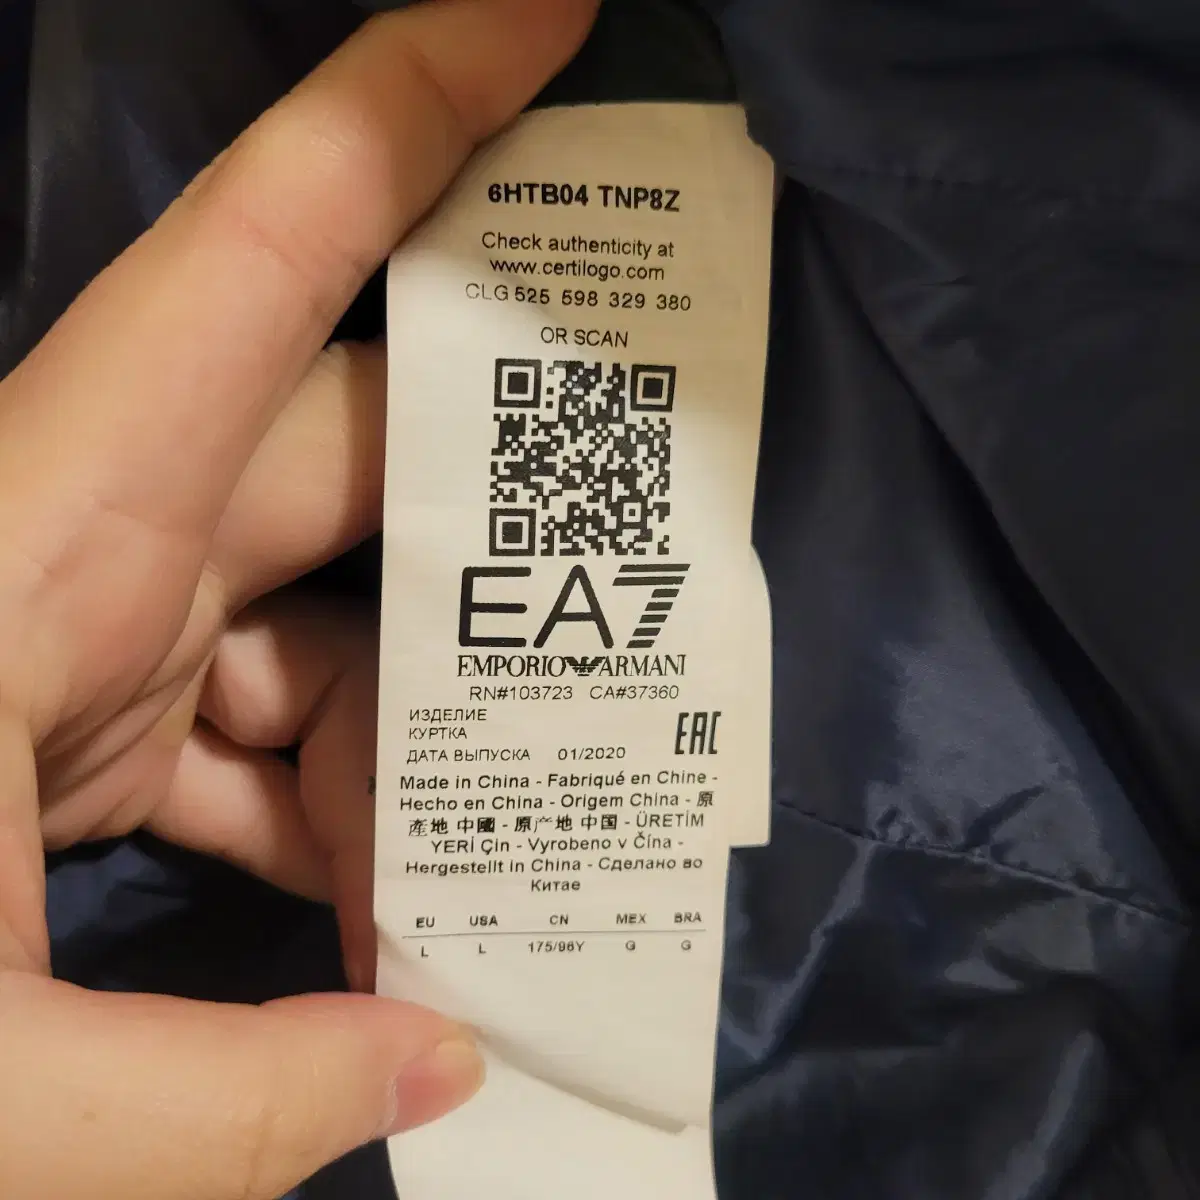 6HTB04 TNP8Z
Check authenticity at
www.certilogo.com
CLG 525 598 329 380
OR SCAN
EA7
EMPORIO ARMANI
RN#103723 CA#37360
ИЗДЕЛИЕ
КУРТКА
ДАТА ВЫПУСКА 01/2020
EAC
Made in China - Fabriqué en Chine -
Hecho en China - Origem China - 原
產地 中國 - 原产地 中国 - ÜRETİM
YERİ Çin - Vyrobeno v Čína -
Hergestellt in China - Сделано во
Китае
EU USA CN MEX BRA
L L 175/96Y G G